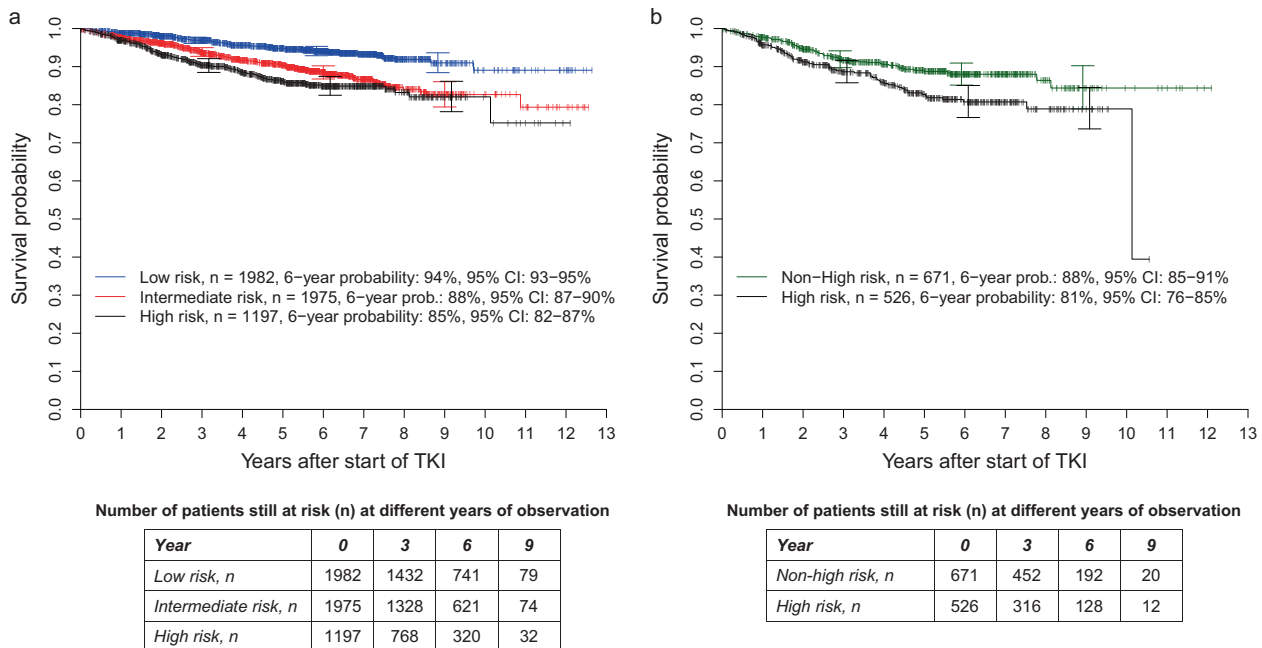 a
Survival probability
1.0
0.9
0.8
0.7
0.6
0.5
0.4
0.3
0.2
0.1
0.0
Low risk, n = 1982, 6−year probability: 94%, 95% CI: 93−95%
Intermediate risk, n = 1975, 6−year prob.: 88%, 95% CI: 87−90%
High risk, n = 1197, 6−year probability: 85%, 95% CI: 82−87%
0 1 2 3 4 5 6 7 8 9 10 11 12 13
Years after start of TKI
Number of patients still at risk (n) at different years of observation
Year 0 3 6 9
Low risk, n 1982 1432 741 79
Intermediate risk, n 1975 1328 621 74
High risk, n 1197 768 320 32
b
Survival probability
1.0
0.9
0.8
0.7
0.6
0.5
0.4
0.3
0.2
0.1
0.0
Non−High risk, n = 671, 6−year prob.: 88%, 95% CI: 85−91%
High risk, n = 526, 6−year probability: 81%, 95% CI: 76−85%
0 1 2 3 4 5 6 7 8 9 10 11 12 13
Years after start of TKI
Number of patients still at risk (n) at different years of observation
Year 0 3 6 9
Non-high risk, n 671 452 192 20
High risk, n 526 316 128 12